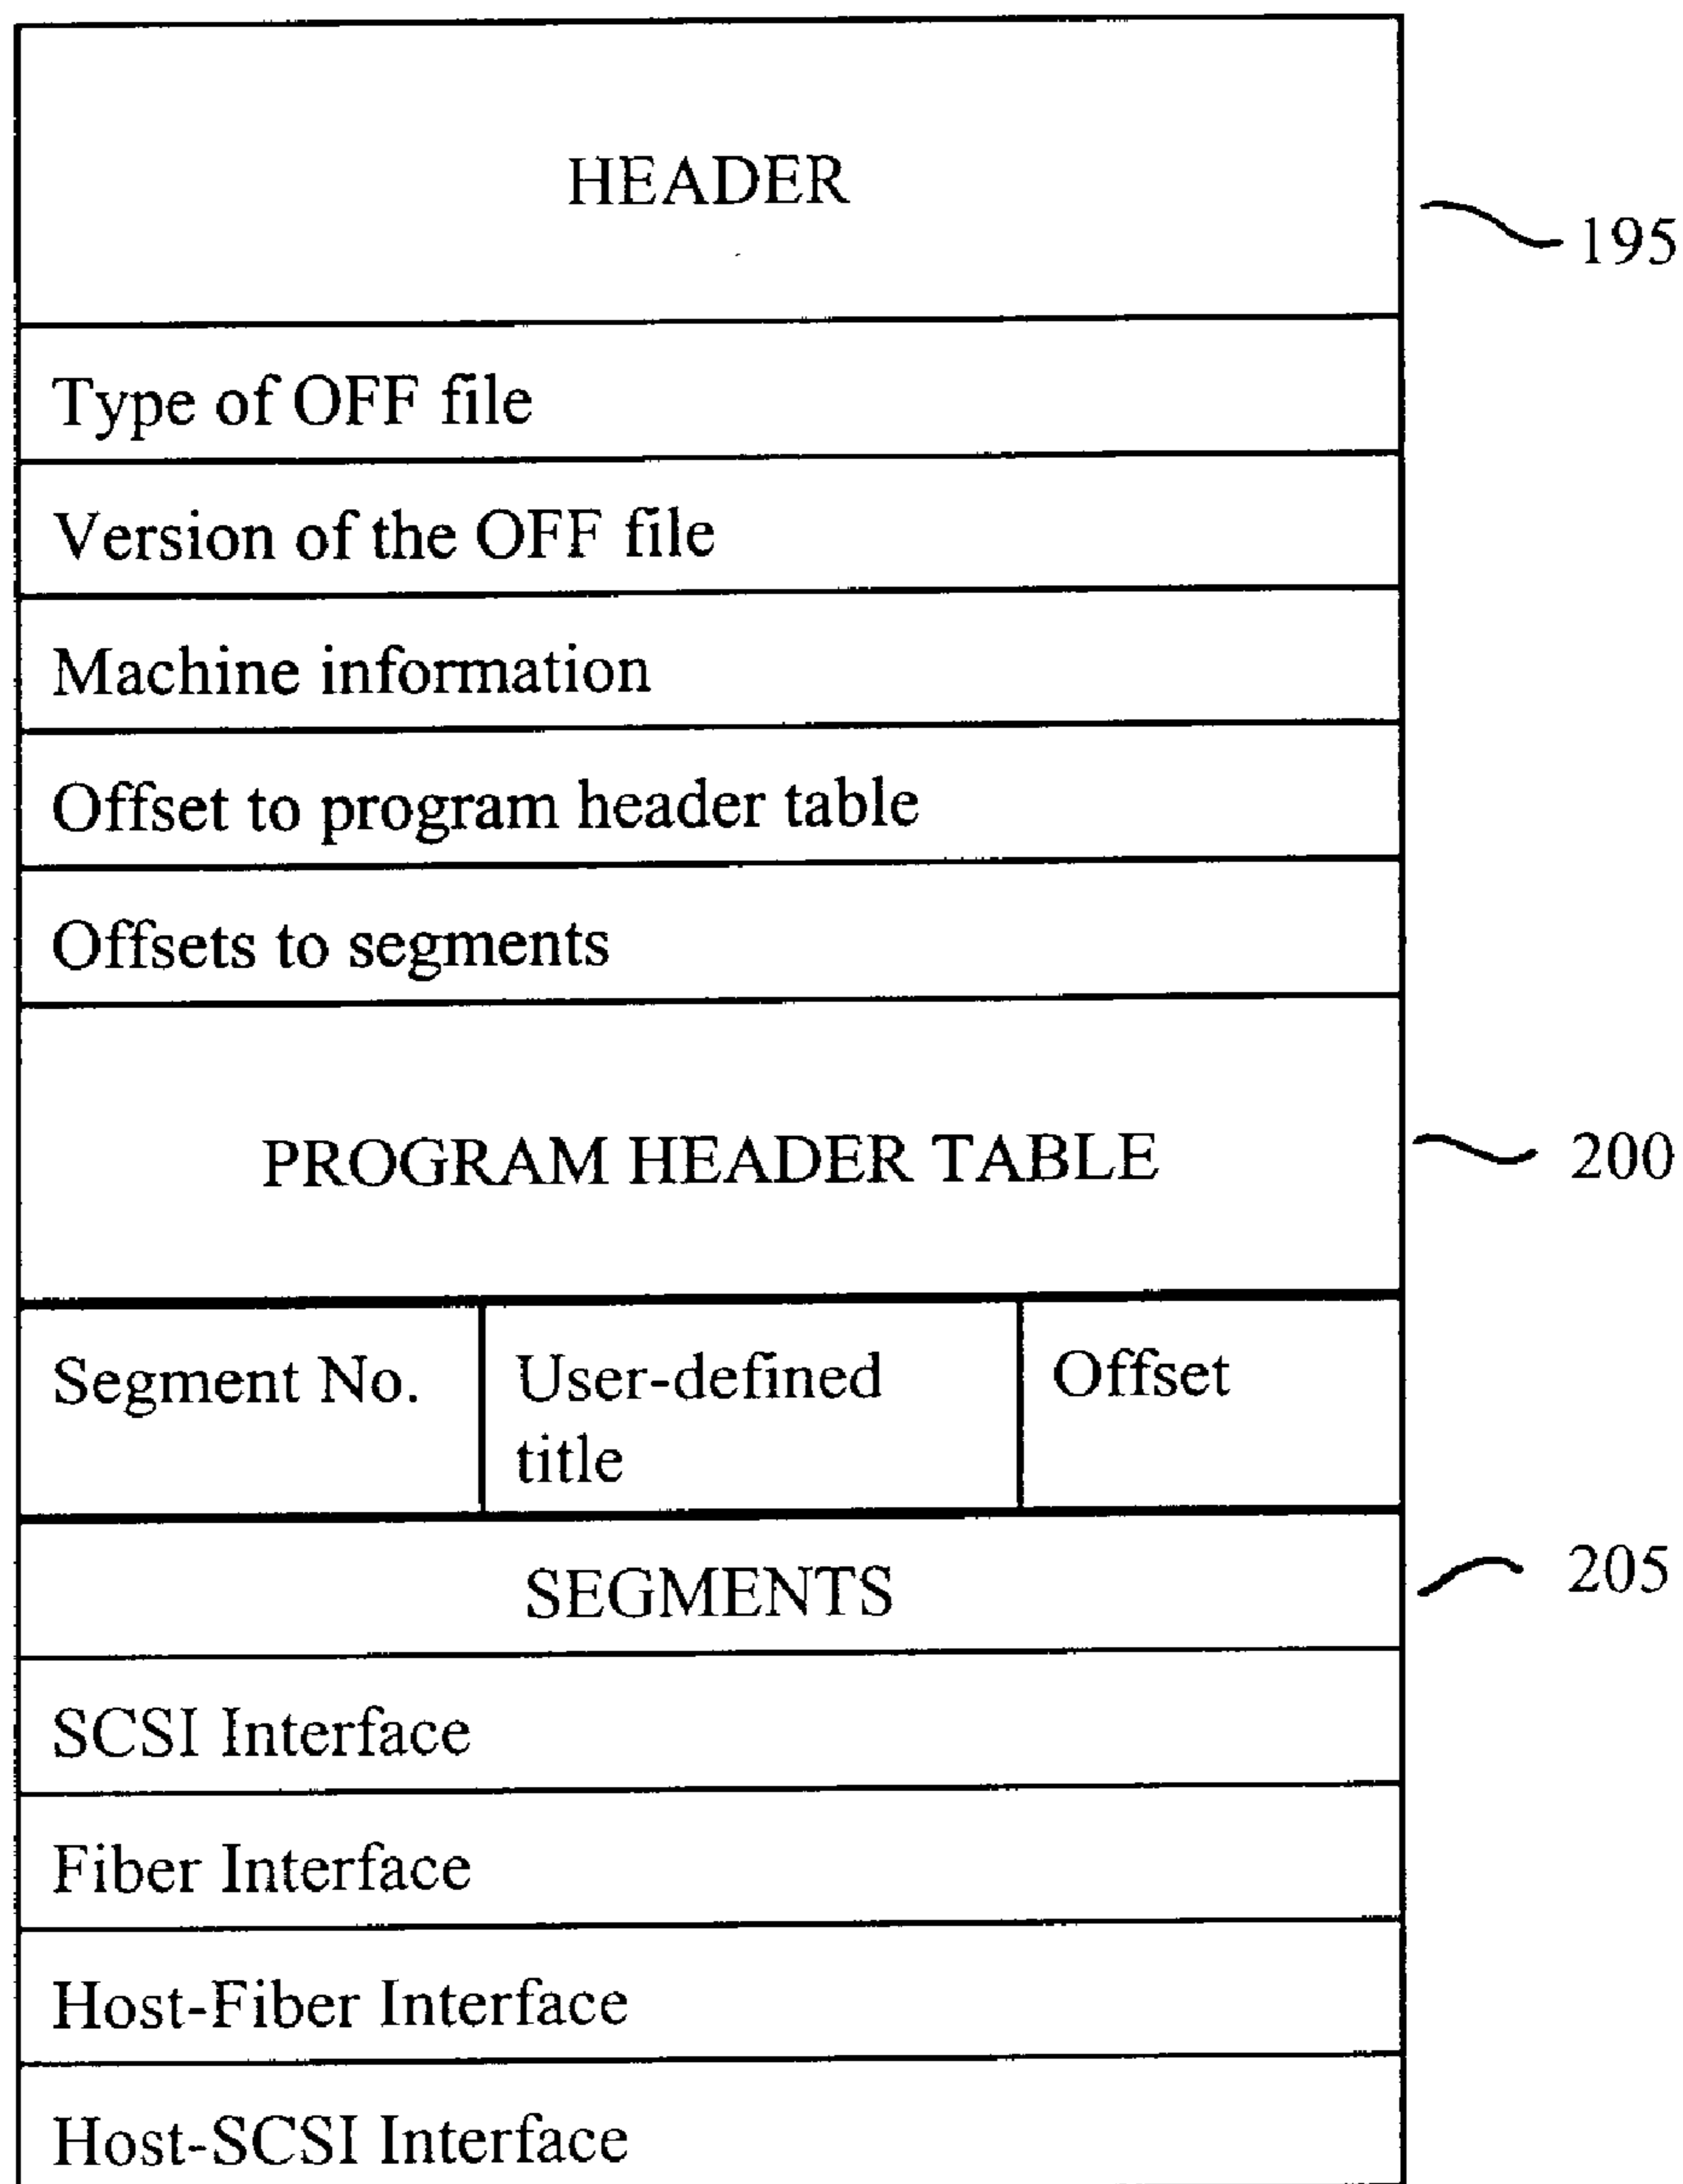 HEADER
195
Type of OFF file
Version of the OFF file
Machine information
Offset to program header table
Offsets to segments
PROGRAM HEADER TABLE
200
Segment No.
User-defined
title
Offset
SEGMENTS
205
SCSI Interface
Fiber Interface
Host-Fiber Interface
Host-SCSI Interface